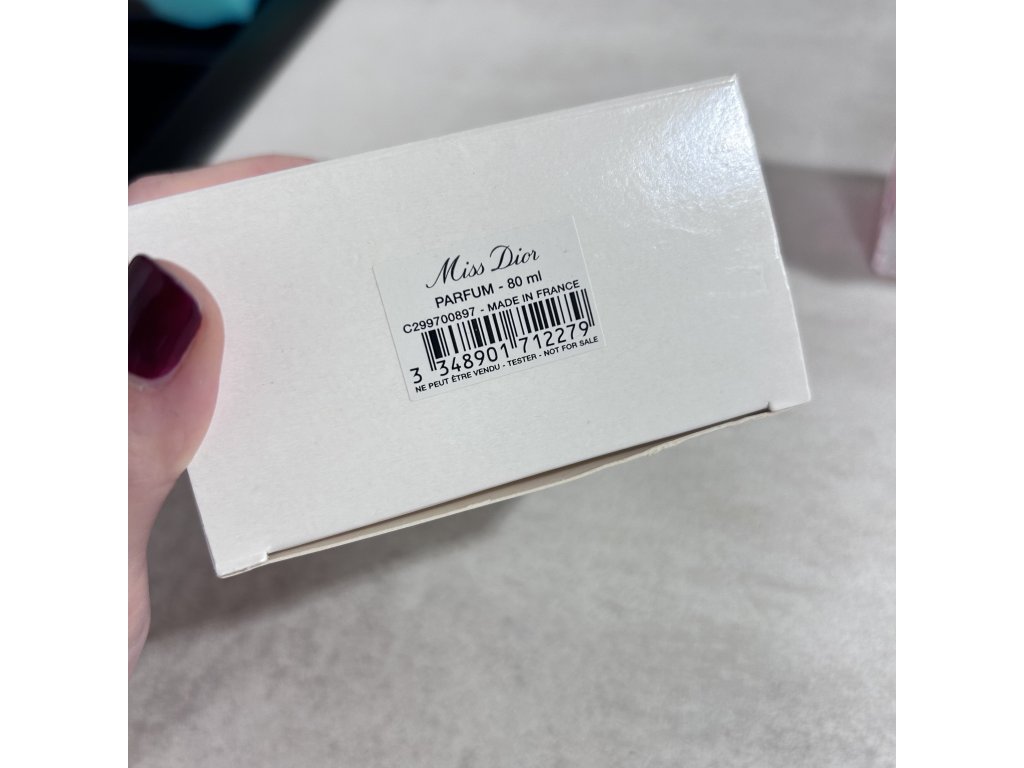 Miss Dior
PARFUM - 80 ml
C299700897 - MADE IN FRANCE
3 348901 712279
NE PEUT ÊTRE VENDU - TESTER - NOT FOR SALE